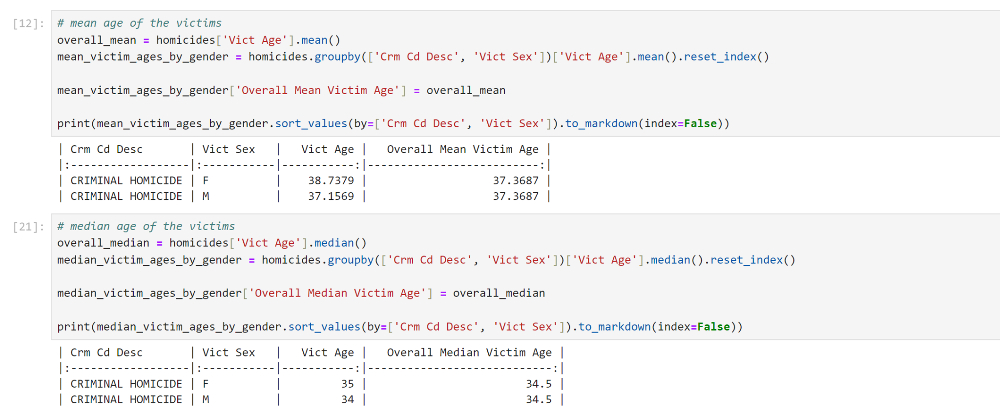 [12]: # mean age of the victims
overall_mean = homicides['Vict Age'].mean()
mean_victim_ages_by_gender = homicides.groupby(['Crm Cd Desc', 'Vict Sex'])['Vict Age'].mean().reset_index()
mean_victim_ages_by_gender['Overall Mean Victim Age'] = overall_mean
print(mean_victim_ages_by_gender.sort_values(by=['Crm Cd Desc', 'Vict Sex']).to_markdown(index=False))
| Crm Cd Desc       | Vict Sex   |   Vict Age |   Overall Mean Victim Age |
|:------------------|:-----------|-----------:|--------------------------:|
| CRIMINAL HOMICIDE | F          |    38.7379 |                   37.3687 |
| CRIMINAL HOMICIDE | M          |    37.1569 |                   37.3687 |
[21]: # median age of the victims
overall_median = homicides['Vict Age'].median()
median_victim_ages_by_gender = homicides.groupby(['Crm Cd Desc', 'Vict Sex'])['Vict Age'].median().reset_index()
median_victim_ages_by_gender['Overall Median Victim Age'] = overall_median
print(median_victim_ages_by_gender.sort_values(by=['Crm Cd Desc', 'Vict Sex']).to_markdown(index=False))
| Crm Cd Desc       | Vict Sex   |   Vict Age |   Overall Median Victim Age |
|:------------------|:-----------|-----------:|----------------------------:|
| CRIMINAL HOMICIDE | F          |         35 |                        34.5 |
| CRIMINAL HOMICIDE | M          |         34 |                        34.5 |